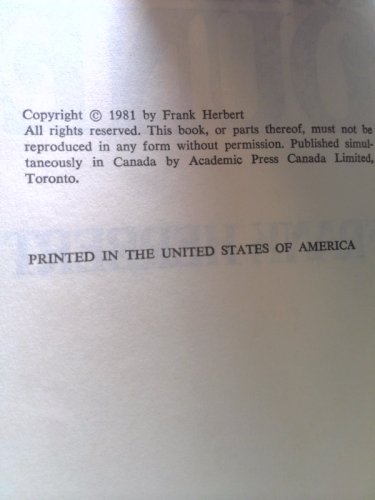 Copyright © 1981 by Frank Herbert
All rights reserved. This book, or parts thereof, must not be
reproduced in any form without permission. Published simul-
taneously in Canada by Academic Press Canada Limited,
Toronto.
PRINTED IN THE UNITED STATES OF AMERICA